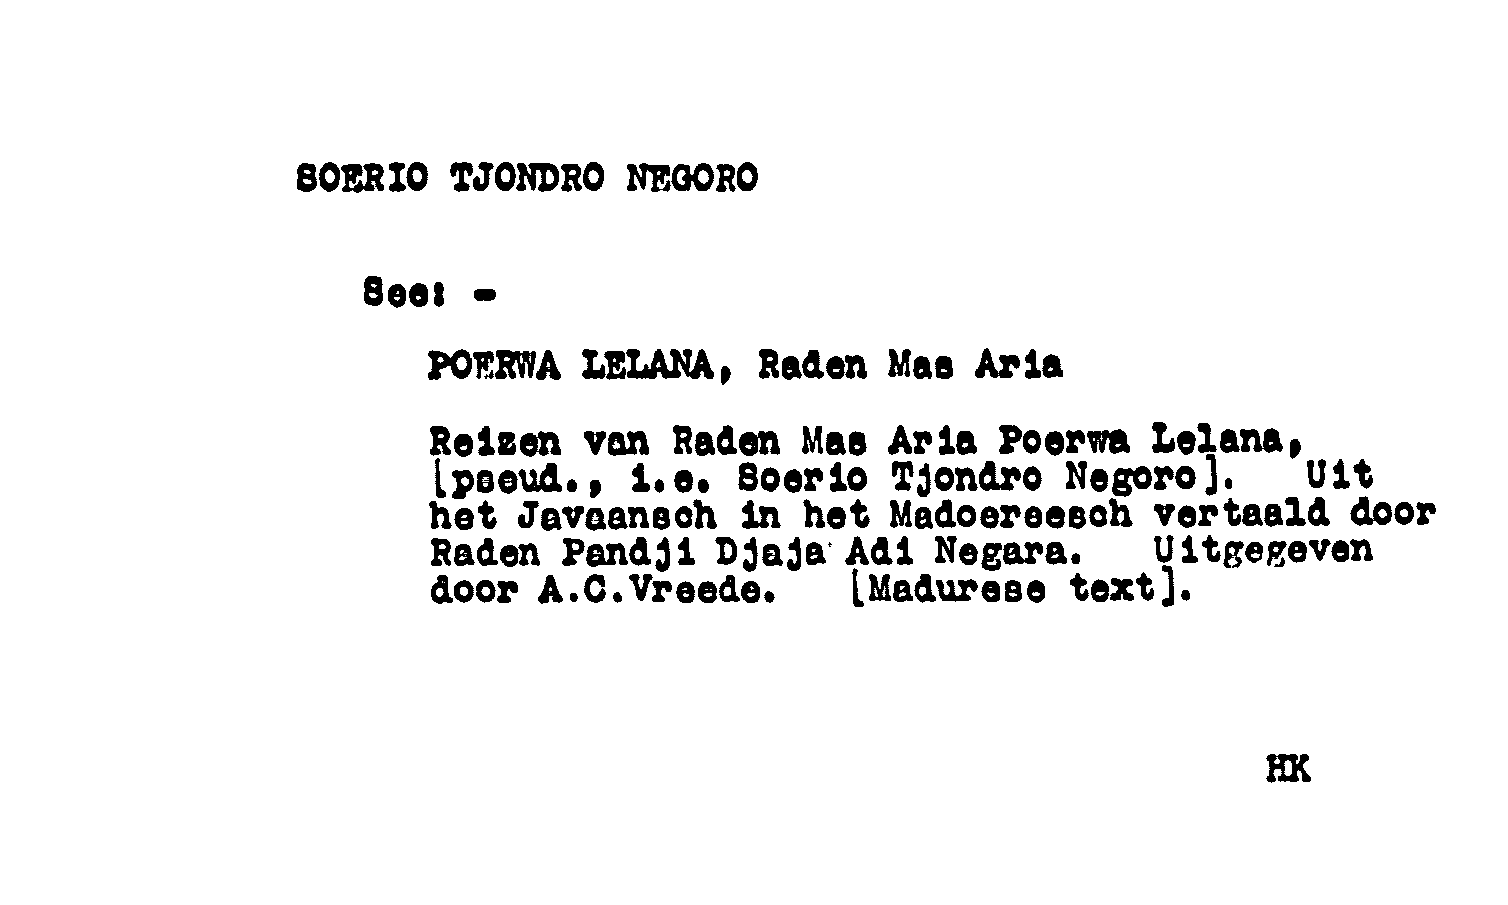 SOERIO TJONDRO NEGORO
See: -
POERWA LELANA, Raden Mas Aria
Reizen van Raden Mas Aria Poerwa Lelana,
[pseud., i.e. Soerio Tjondro Negoro]. Uit
het Javaansch in het Madoereesch vertaald door
Raden Pandji Djaja Adi Negara. Uitgegeven
door A.C.Vreede. [Madurese text].
HK